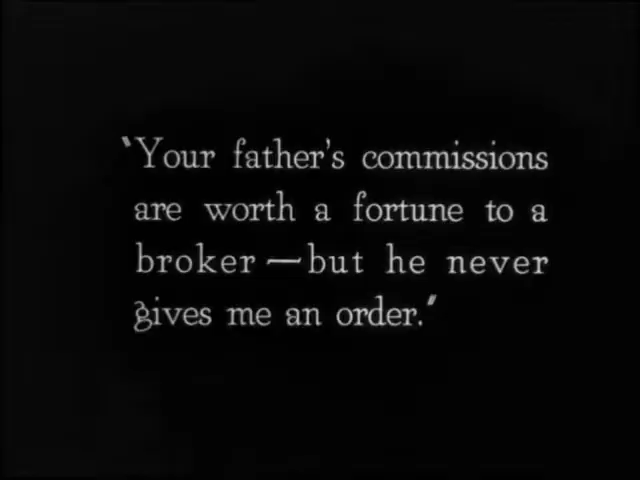 "Your father's commissions
are worth a fortune to a
broker—but he never
gives me an order."